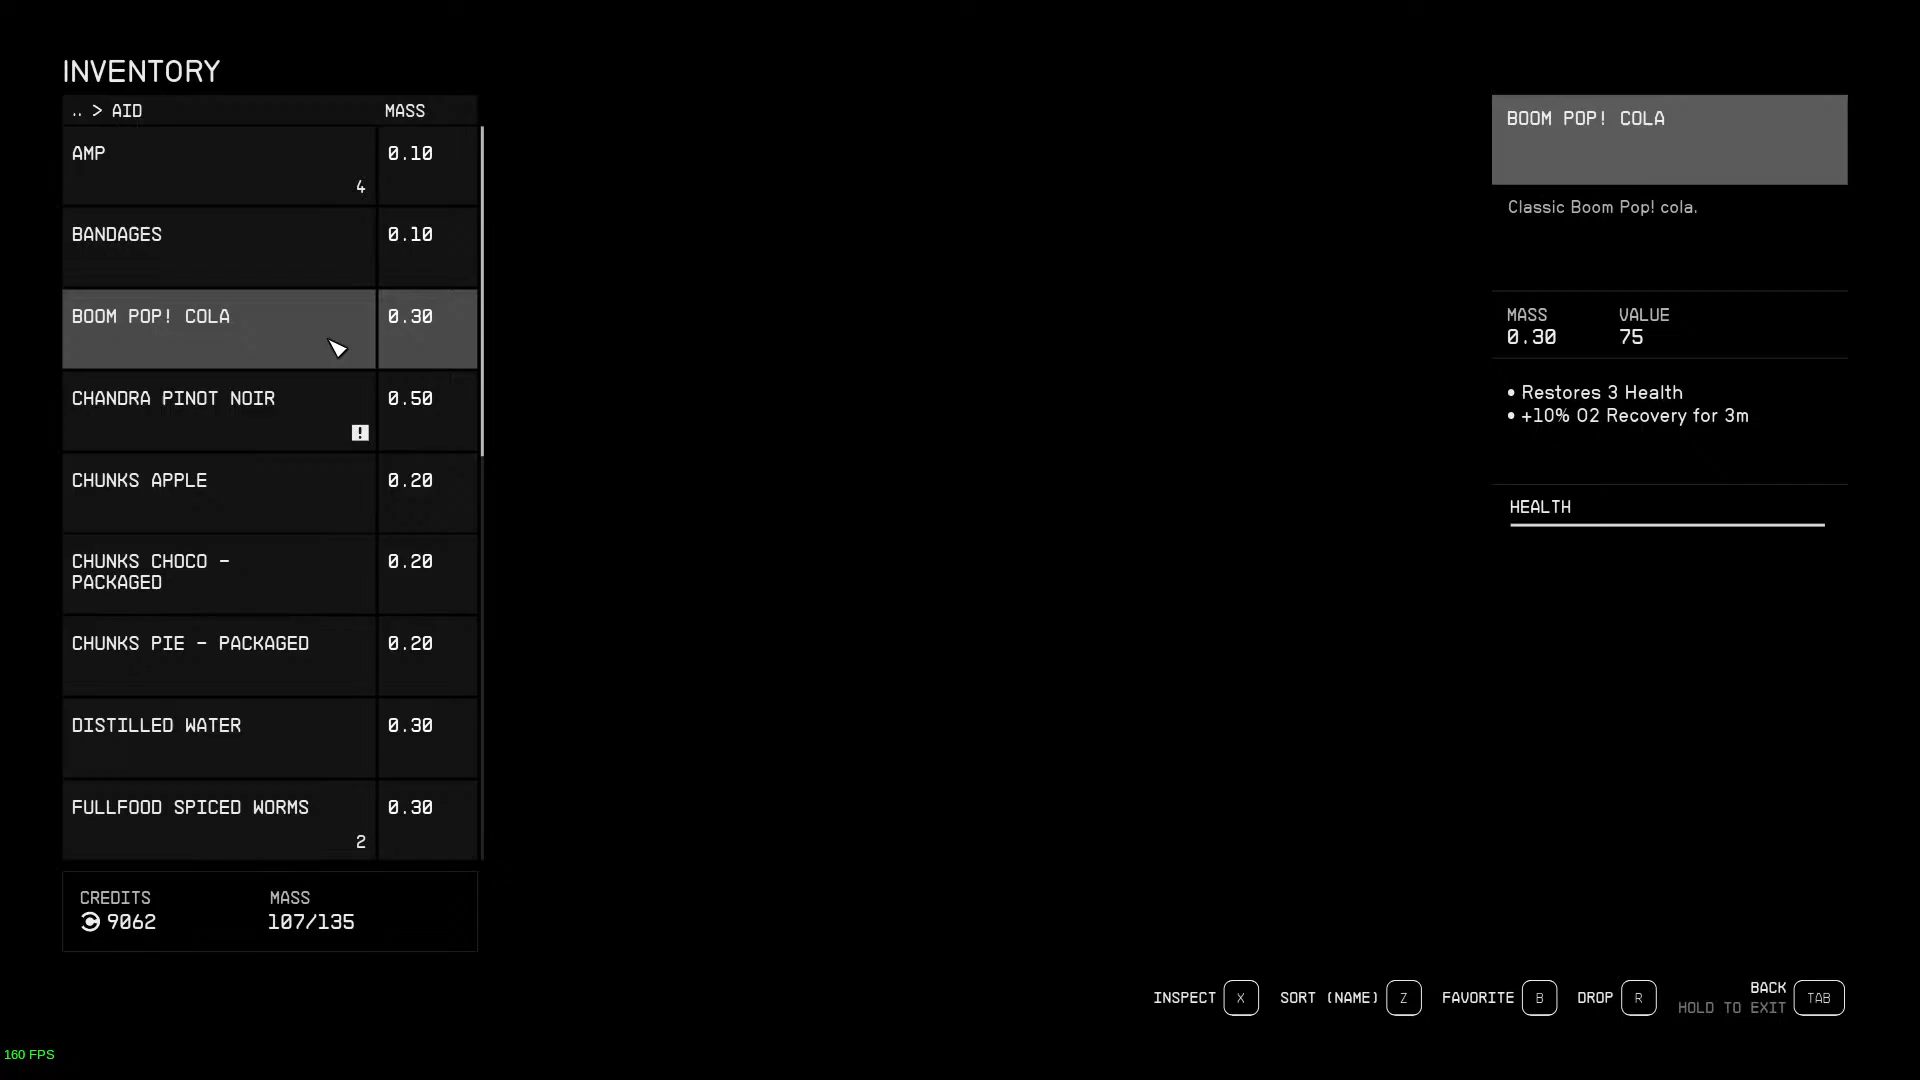 INVENTORY
.. > AID MASS
AMP 0.10
4
BANDAGES 0.10
BOOM POP! COLA 0.30
CHANDRA PINOT NOIR 0.50
!
CHUNKS APPLE 0.20
CHUNKS CHOCO - 0.20
PACKAGED
CHUNKS PIE - PACKAGED 0.20
DISTILLED WATER 0.30
FULLFOOD SPICED WORMS 0.30
2
CREDITS MASS
9062 107/135
BOOM POP! COLA
Classic Boom Pop! cola.
MASS VALUE
0.30 75
• Restores 3 Health
• +10% O2 Recovery for 3m
HEALTH
INSPECT X SORT (NAME) Z FAVORITE B DROP R BACK TAB
HOLD TO EXIT
160 FPS